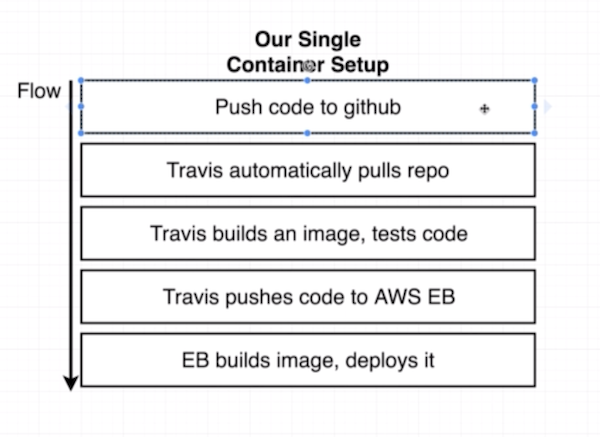 Our Single
Container Setup
Flow
Push code to github
Travis automatically pulls repo
Travis builds an image, tests code
Travis pushes code to AWS EB
EB builds image, deploys it